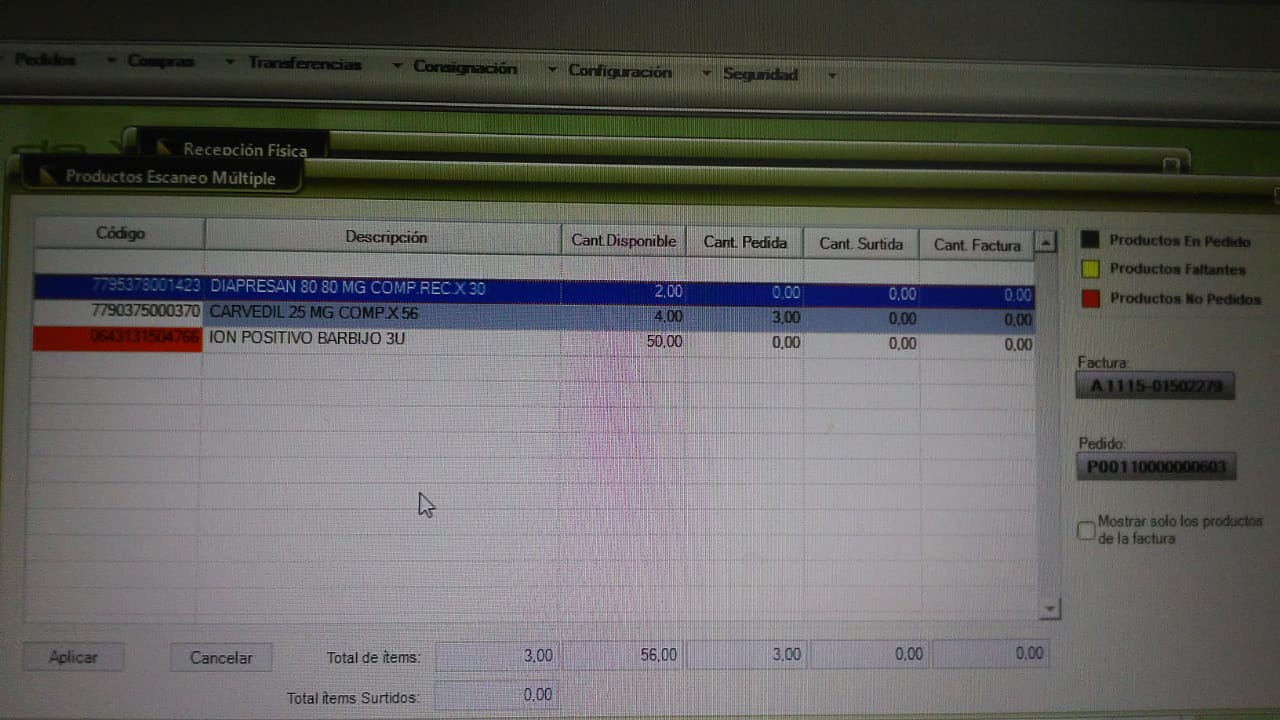 Pedidos Compras Transferencias Consignación Configuración Seguridad
Recepción Física
Productos Escaneo Múltiple
Código Descripción Cant.Disponible Cant. Pedida Cant. Surtida Cant. Factura
7795378001423 DIAPRESAN 80 80 MG COMP.REC.X 30 2,00 0,00 0,00 0,00
7790375000370 CARVEDIL 25 MG COMP.X 56 4,00 3,00 0,00 0,00
0643131504766 ION POSITIVO BARBIJO 3U 50,00 0,00 0,00 0,00
Productos En Pedido
Productos Faltantes
Productos No Pedidos
Factura:
A 1115-01502279
Pedido:
P00110000000603
Mostrar solo los productos
de la factura
Aplicar Cancelar Total de ítems: 3,00 56,00 3,00 0,00 0,00
Total ítems Surtidos: 0,00